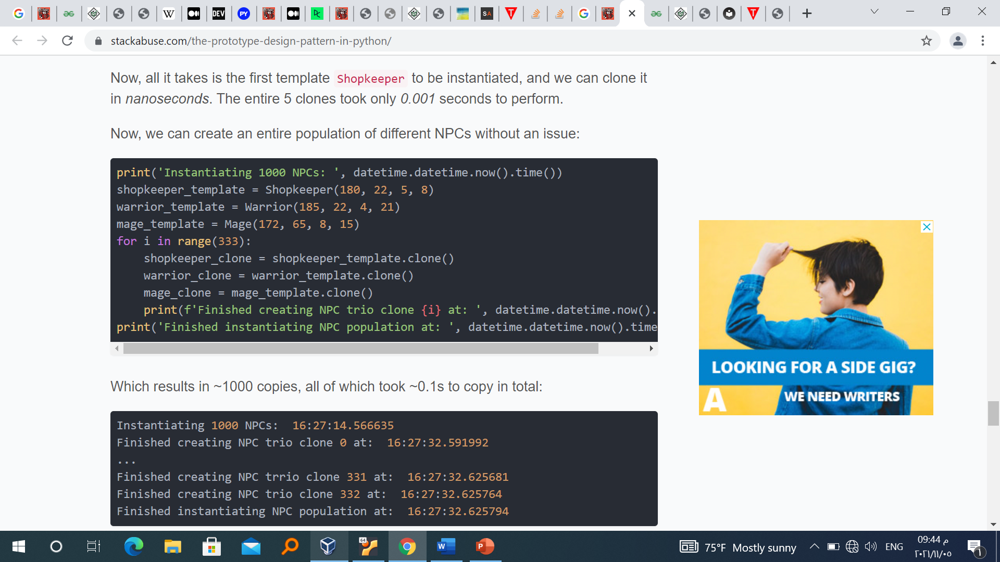 W
DEV
PY
SA
T
G
T
stackabuse.com/the-prototype-design-pattern-in-python/
Now, all it takes is the first template Shopkeeper to be instantiated, and we can clone it
in nanoseconds. The entire 5 clones took only 0.001 seconds to perform.
Now, we can create an entire population of different NPCs without an issue:
print('Instantiating 1000 NPCs: ', datetime.datetime.now().time())
shopkeeper_template = Shopkeeper(180, 22, 5, 8)
warrior_template = Warrior(185, 22, 4, 21)
mage_template = Mage(172, 65, 8, 15)
for i in range(333):
    shopkeeper_clone = shopkeeper_template.clone()
    warrior_clone = warrior_template.clone()
    mage_clone = mage_template.clone()
    print(f'Finished creating NPC trio clone {i} at: ', datetime.datetime.now().
print('Finished instantiating NPC population at: ', datetime.datetime.now().time
Which results in ~1000 copies, all of which took ~0.1s to copy in total:
Instantiating 1000 NPCs:  16:27:14.566635
Finished creating NPC trio clone 0 at:  16:27:32.591992
...
Finished creating NPC trrio clone 331 at:  16:27:32.625681
Finished creating NPC trio clone 332 at:  16:27:32.625764
Finished instantiating NPC population at:  16:27:32.625794
LOOKING FOR A SIDE GIG?
A WE NEED WRITERS
64
W
P
75°F Mostly sunny
ENG
09:44 م
٢٠٢١/١١/٠٥
١